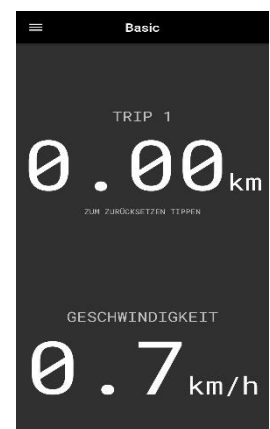 Basic
TRIP 1
0.00km
ZUM ZURÜCKSETZEN TIPPEN
GESCHWINDIGKEIT
0.7km/h